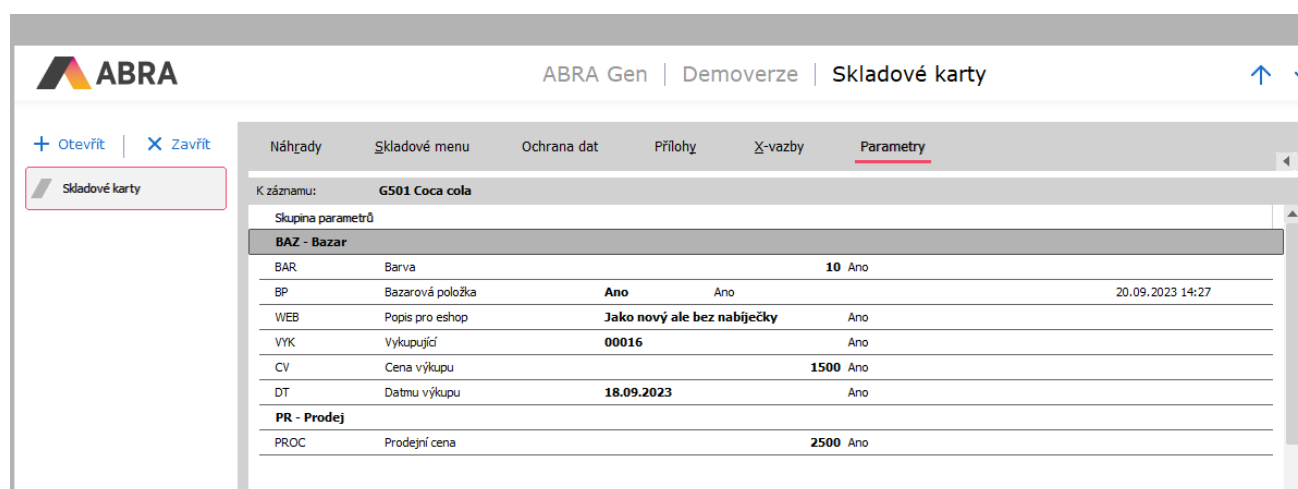 ABRA
ABRA Gen | Demoverze | Skladové karty
Otevřít | Zavřít
Náhrady Skladové menu Ochrana dat Přílohy X-vazby Parametry
Skladové karty
K záznamu: G501 Coca cola
Skupina parametrů
BAZ - Bazar
BAR Barva 10 Ano
BP Bazarová položka Ano Ano 20.09.2023 14:27
WEB Popis pro eshop Jako nový ale bez nabíječky Ano
VYK Vykupující 00016 Ano
CV Cena výkupu 1500 Ano
DT Datmu výkupu 18.09.2023 Ano
PR - Prodej
PROC Prodejní cena 2500 Ano